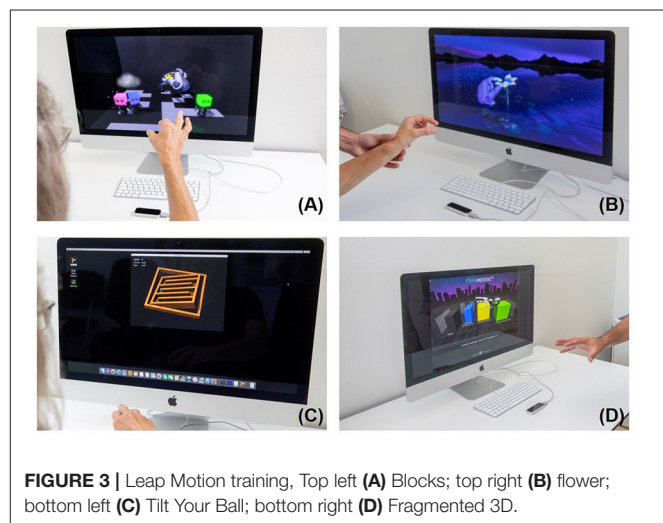 (A)
(B)
(C)
FRAGMENTAL
(D)
FIGURE 3 | Leap Motion training, Top left (A) Blocks; top right (B) flower;
bottom left (C) Tilt Your Ball; bottom right (D) Fragmented 3D.